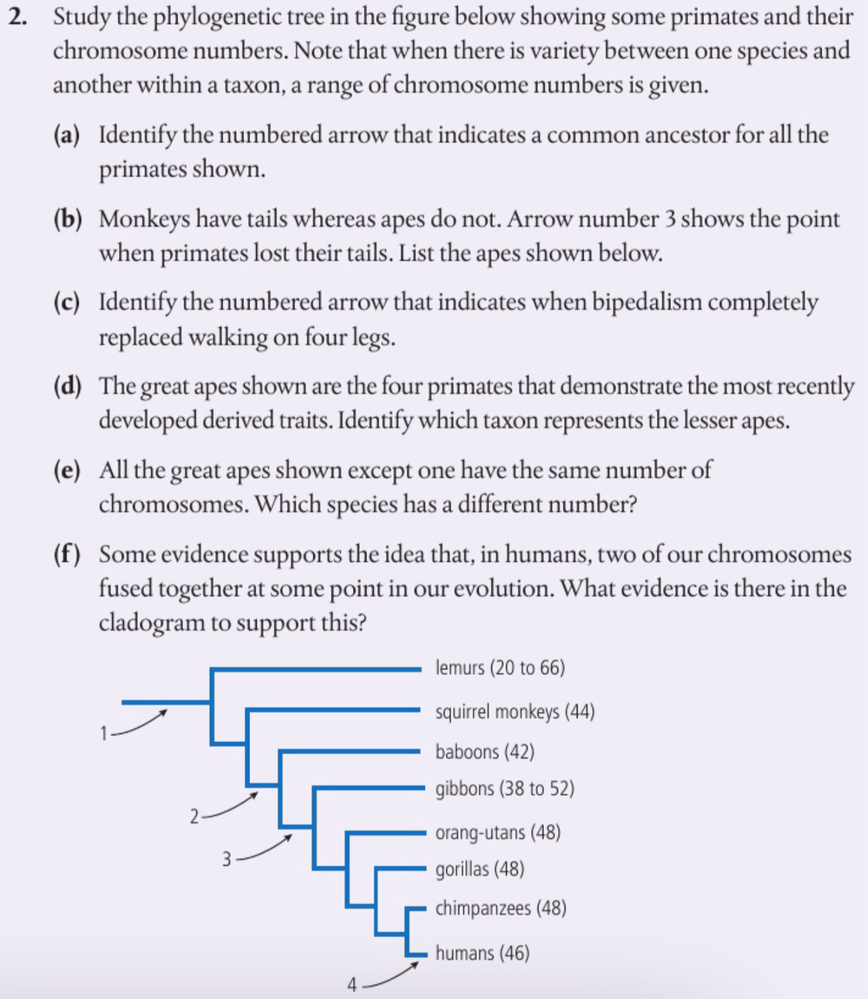 2. Study the phylogenetic tree in the figure below showing some primates and their
chromosome numbers. Note that when there is variety between one species and
another within a taxon, a range of chromosome numbers is given.
(a) Identify the numbered arrow that indicates a common ancestor for all the
primates shown.
(b) Monkeys have tails whereas apes do not. Arrow number 3 shows the point
when primates lost their tails. List the apes shown below.
(c) Identify the numbered arrow that indicates when bipedalism completely
replaced walking on four legs.
(d) The great apes shown are the four primates that demonstrate the most recently
developed derived traits. Identify which taxon represents the lesser apes.
(e) All the great apes shown except one have the same number of
chromosomes. Which species has a different number?
(f) Some evidence supports the idea that, in humans, two of our chromosomes
fused together at some point in our evolution. What evidence is there in the
cladogram to support this?
lemurs (20 to 66)
squirrel monkeys (44)
1
baboons (42)
gibbons (38 to 52)
2
orang-utans (48)
3
gorillas (48)
chimpanzees (48)
humans (46)
4